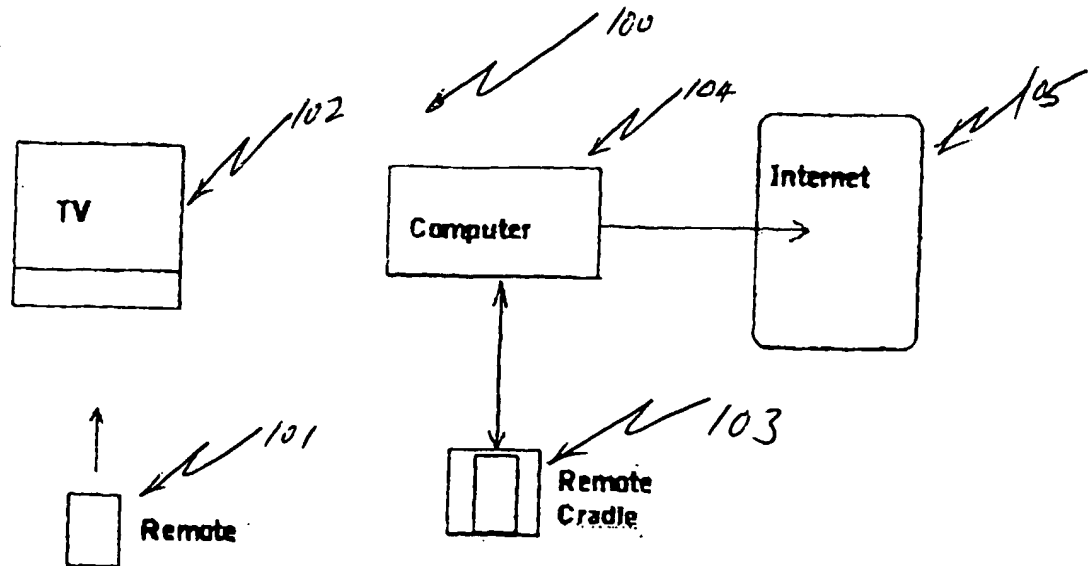 100
102
104
105
TV
Computer
Internet
101
Remote
103
Remote
Cradle